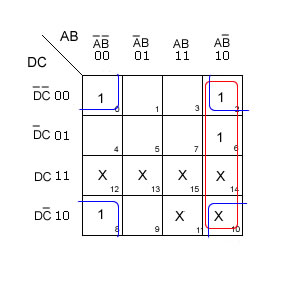 AB
A̅B̅ A̅B AB AB̅
00 01 11 10
DC
D̅C̅ 00 1 1
0 1 3 2
D̅C 01 1
4 5 7 6
DC 11 X X X X
12 13 15 14
DC̅ 10 1 X X
8 9 11 10